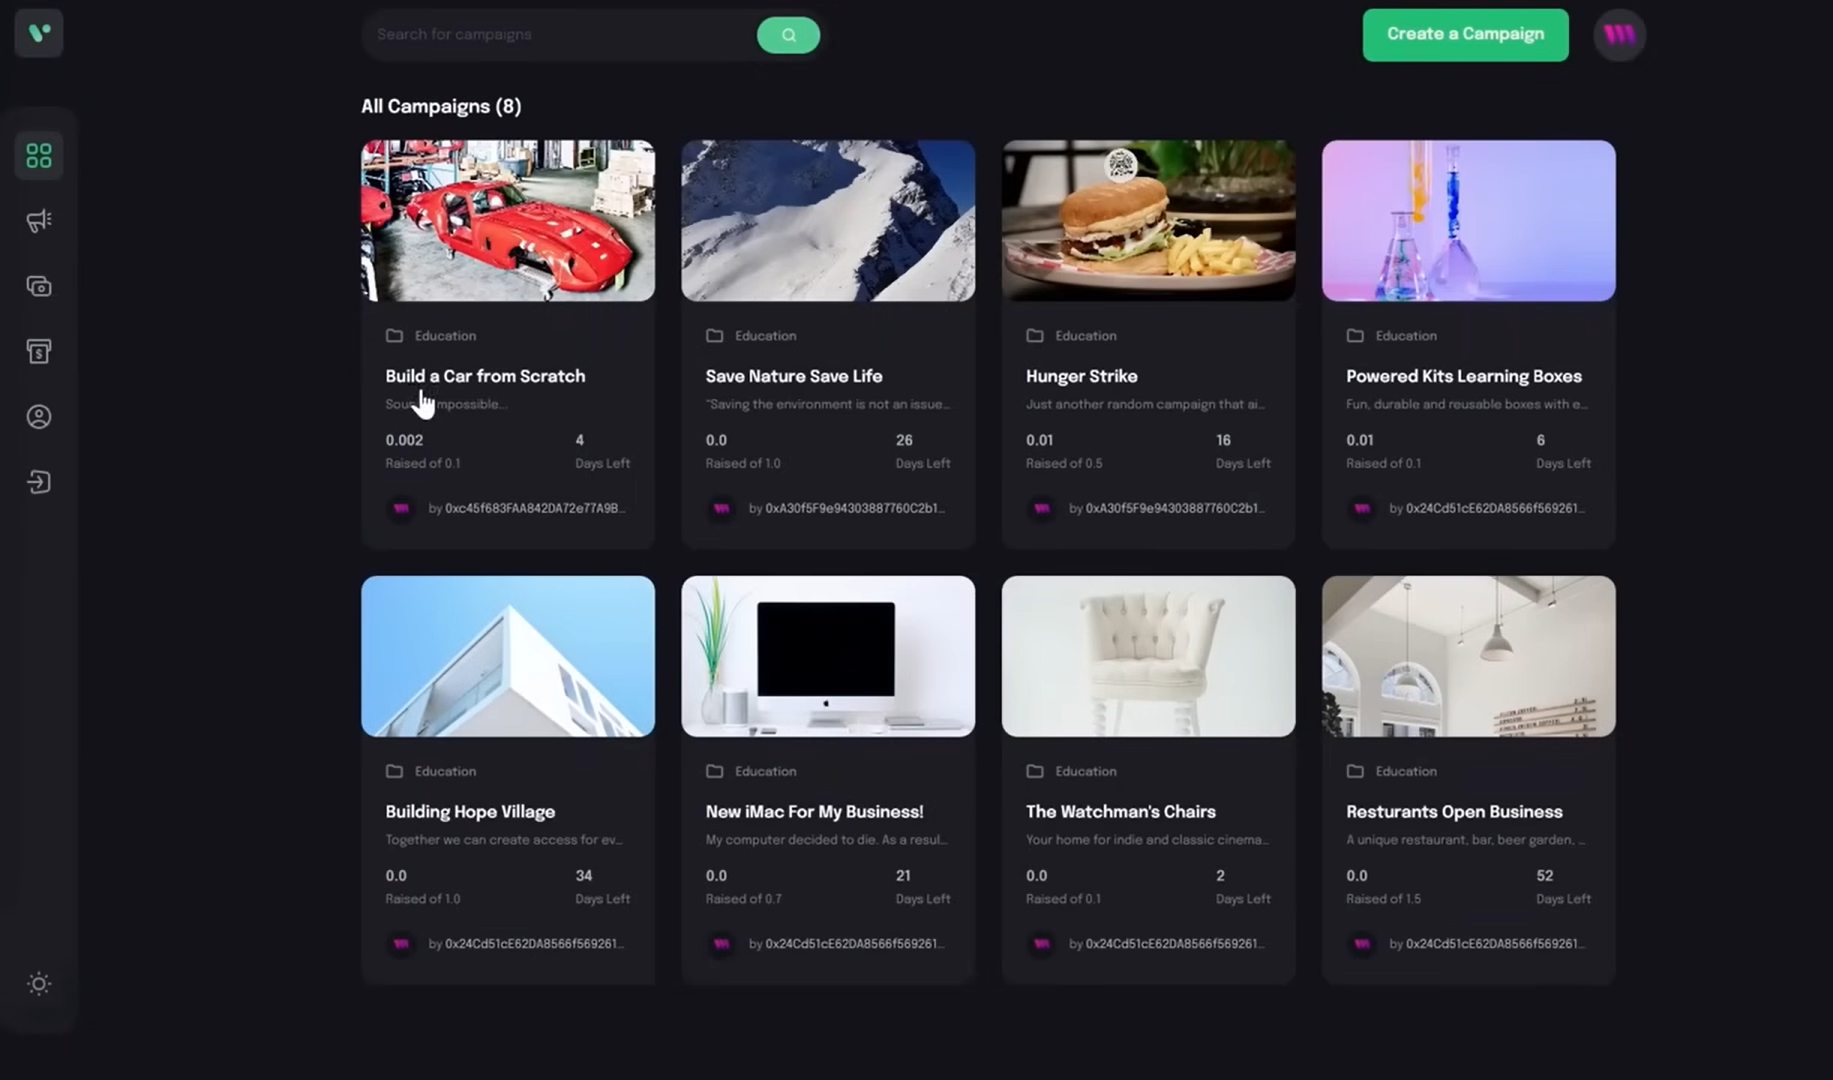 Search for campaigns
Create a Campaign
All Campaigns (8)
Education
Build a Car from Scratch
mpossible...
0.002
4
Raised of 0.1
Days Left
by 0xc45f683FAA842DA72e77A9B...
Education
Save Nature Save Life
"Saving the environment is not an issue...
0.0
26
Raised of 1.0
Days Left
by 0xA30f5F9e94303887760C2b1...
Education
Hunger Strike
Just another random campaign that ai...
0.01
16
Raised of 0.5
Days Left
by 0xA30f5F9e94303887760C2b1...
Education
Powered Kits Learning Boxes
Fun, durable and reusable boxes with e...
0.01
6
Raised of 0.1
Days Left
by 0x24Cd51cE62DA8566f569261...
Education
Building Hope Village
Together we can create access for ev...
0.0
34
Raised of 1.0
Days Left
by 0x24Cd51cE62DA8566f569261...
Education
New iMac For My Business!
My computer decided to die. As a resul...
0.0
21
Raised of 0.7
Days Left
by 0x24Cd51cE62DA8566f569261...
Education
The Watchman's Chairs
Your home for indie and classic cinema...
0.0
2
Raised of 0.1
Days Left
by 0x24Cd51cE62DA8566f569261...
Education
Resturants Open Business
A unique restaurant, bar, beer garden, ...
0.0
52
Raised of 1.5
Days Left
by 0x24Cd51cE62DA8566f569261...